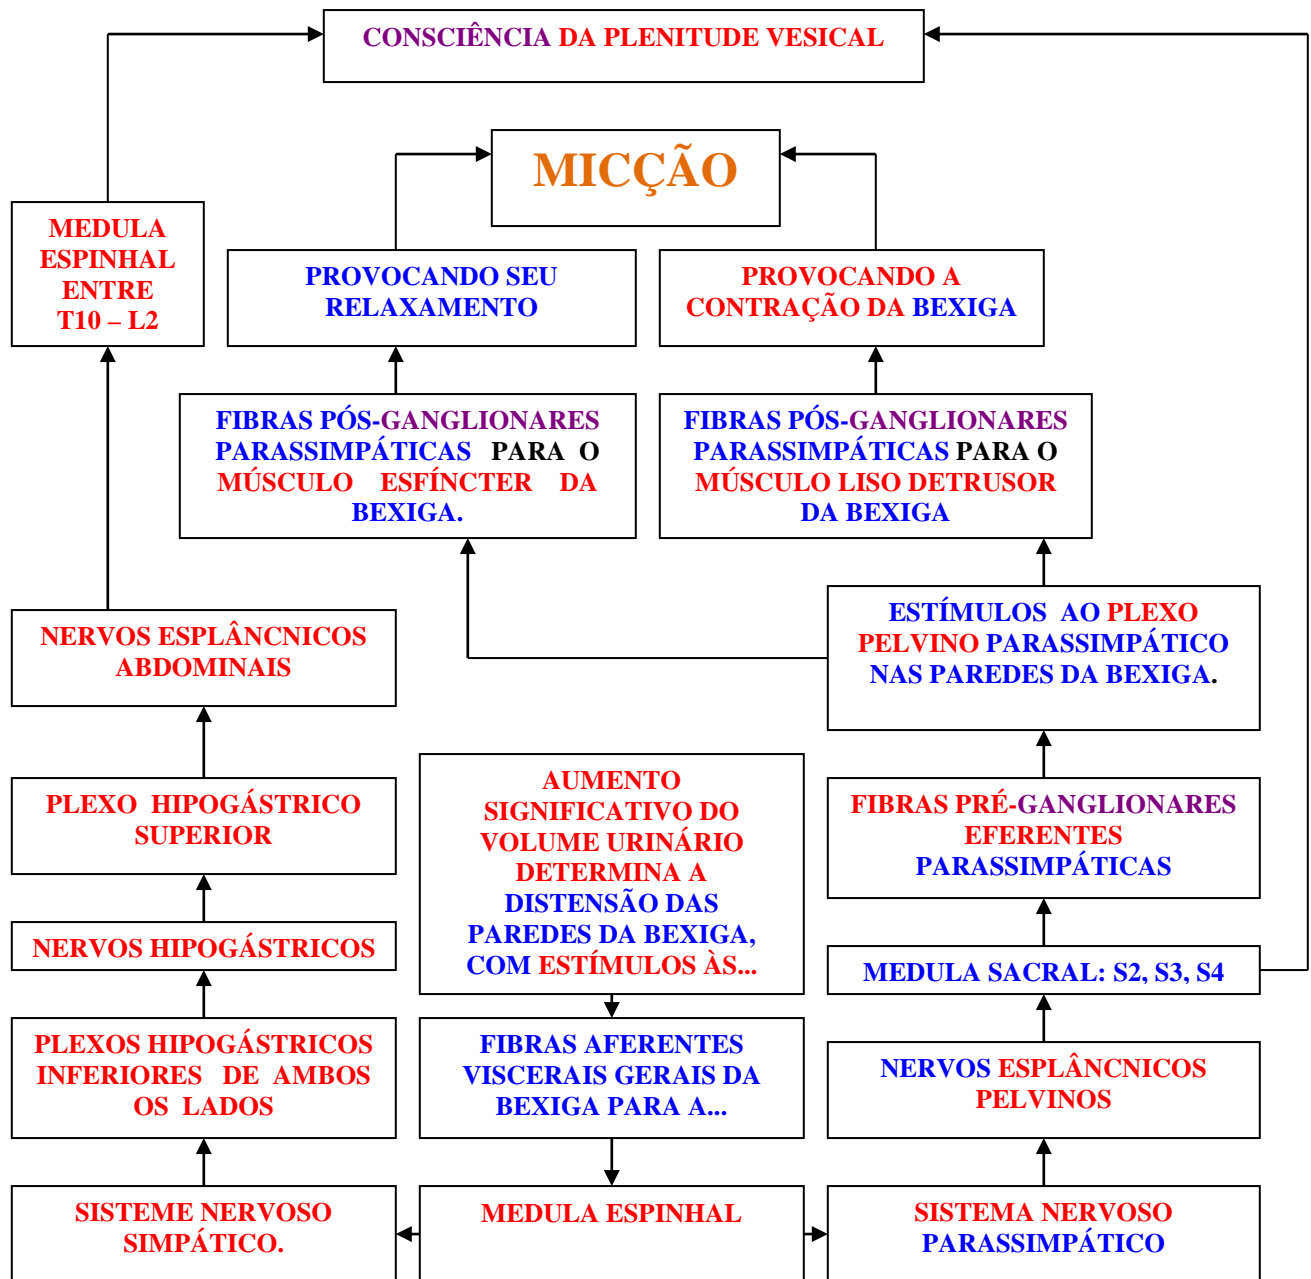 CONSCIÊNCIA DA PLENITUDE VESICAL
MICÇÃO
MEDULA
ESPINHAL
ENTRE
T10 – L2
PROVOCANDO SEU
RELAXAMENTO
PROVOCANDO A
CONTRAÇÃO DA BEXIGA
FIBRAS PÓS-GANGLIONARES
PARASSIMPÁTICAS PARA O
MÚSCULO ESFÍNCTER DA
BEXIGA.
FIBRAS PÓS-GANGLIONARES
PARASSIMPÁTICAS PARA O
MÚSCULO LISO DETRUSOR
DA BEXIGA
NERVOS ESPLÂNCNICOS
ABDOMINAIS
ESTÍMULOS AO PLEXO
PELVINO PARASSIMPÁTICO
NAS PAREDES DA BEXIGA.
PLEXO HIPOGÁSTRICO
SUPERIOR
AUMENTO
SIGNIFICATIVO DO
VOLUME URINÁRIO
DETERMINA A
DISTENSÃO DAS
PAREDES DA BEXIGA,
COM ESTÍMULOS ÀS...
FIBRAS PRÉ-GANGLIONARES
EFERENTES
PARASSIMPÁTICAS
NERVOS HIPOGÁSTRICOS
MEDULA SACRAL: S2, S3, S4
PLEXOS HIPOGÁSTRICOS
INFERIORES DE AMBOS
OS LADOS
FIBRAS AFERENTES
VISCERAIS GERAIS DA
BEXIGA PARA A...
NERVOS ESPLÂNCNICOS
PELVINOS
SISTEME NERVOSO
SIMPÁTICO.
MEDULA ESPINHAL
SISTEMA NERVOSO
PARASSIMPÁTICO